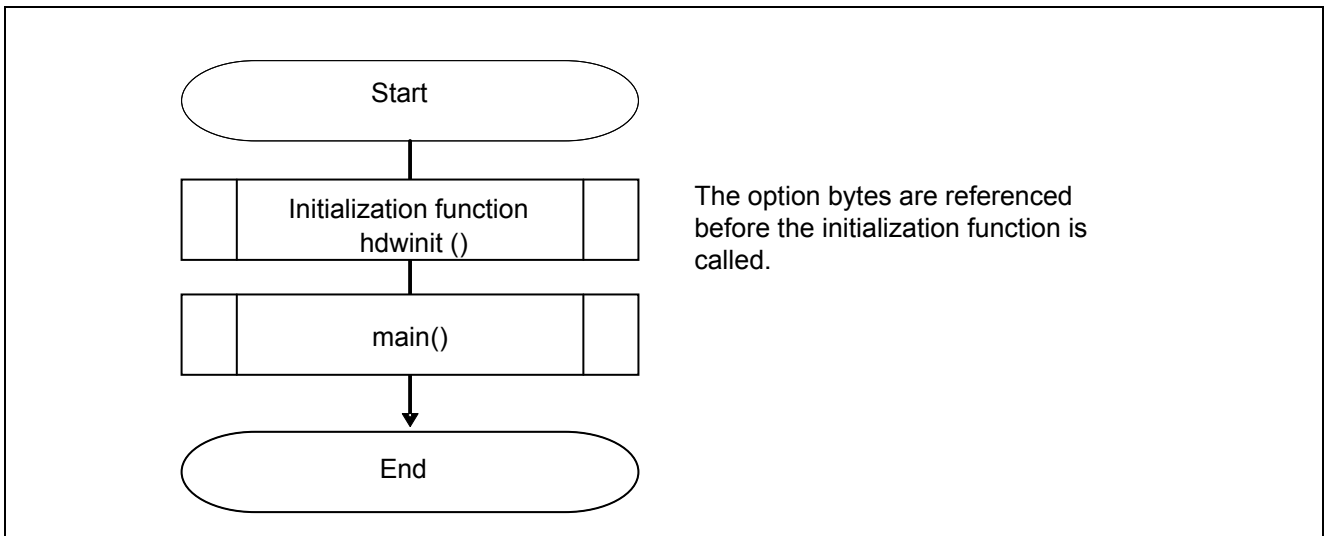 Start
Initialization function
hdwinit ()
The option bytes are referenced
before the initialization function is
called.
main()
End